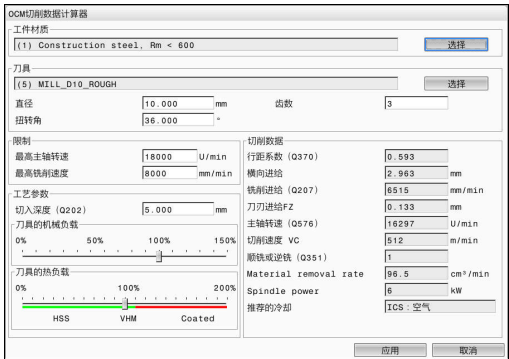 OCM切削数据计算器
工件材质
(1) Construction steel, Rm < 600
选择
刀具
(5) MILL_D10_ROUGH
选择
直径 10.000 mm 齿数 3
扭转角 36.000 °
限制
最高主轴转速 18000 U/min
最高铣削速度 8000 mm/min
工艺参数
切入深度 (Q202) 5.000 mm
刀具的机械负载
0% 50% 100% 150%
刀具的热负载
0% 100% 200%
HSS VHM Coated
切削数据
行距系数 (Q370) 0.593
横向进给 2.963 mm
铣削进给 (Q207) 6515 mm/min
刀刃进给FZ 0.133 mm
主轴转速 (Q576) 16297 U/min
切削速度 VC 512 m/min
顺铣或逆铣 (Q351) 1
Material removal rate 96.5 cm³/min
Spindle power 6 kW
推荐的冷却 ICS：空气
应用 取消